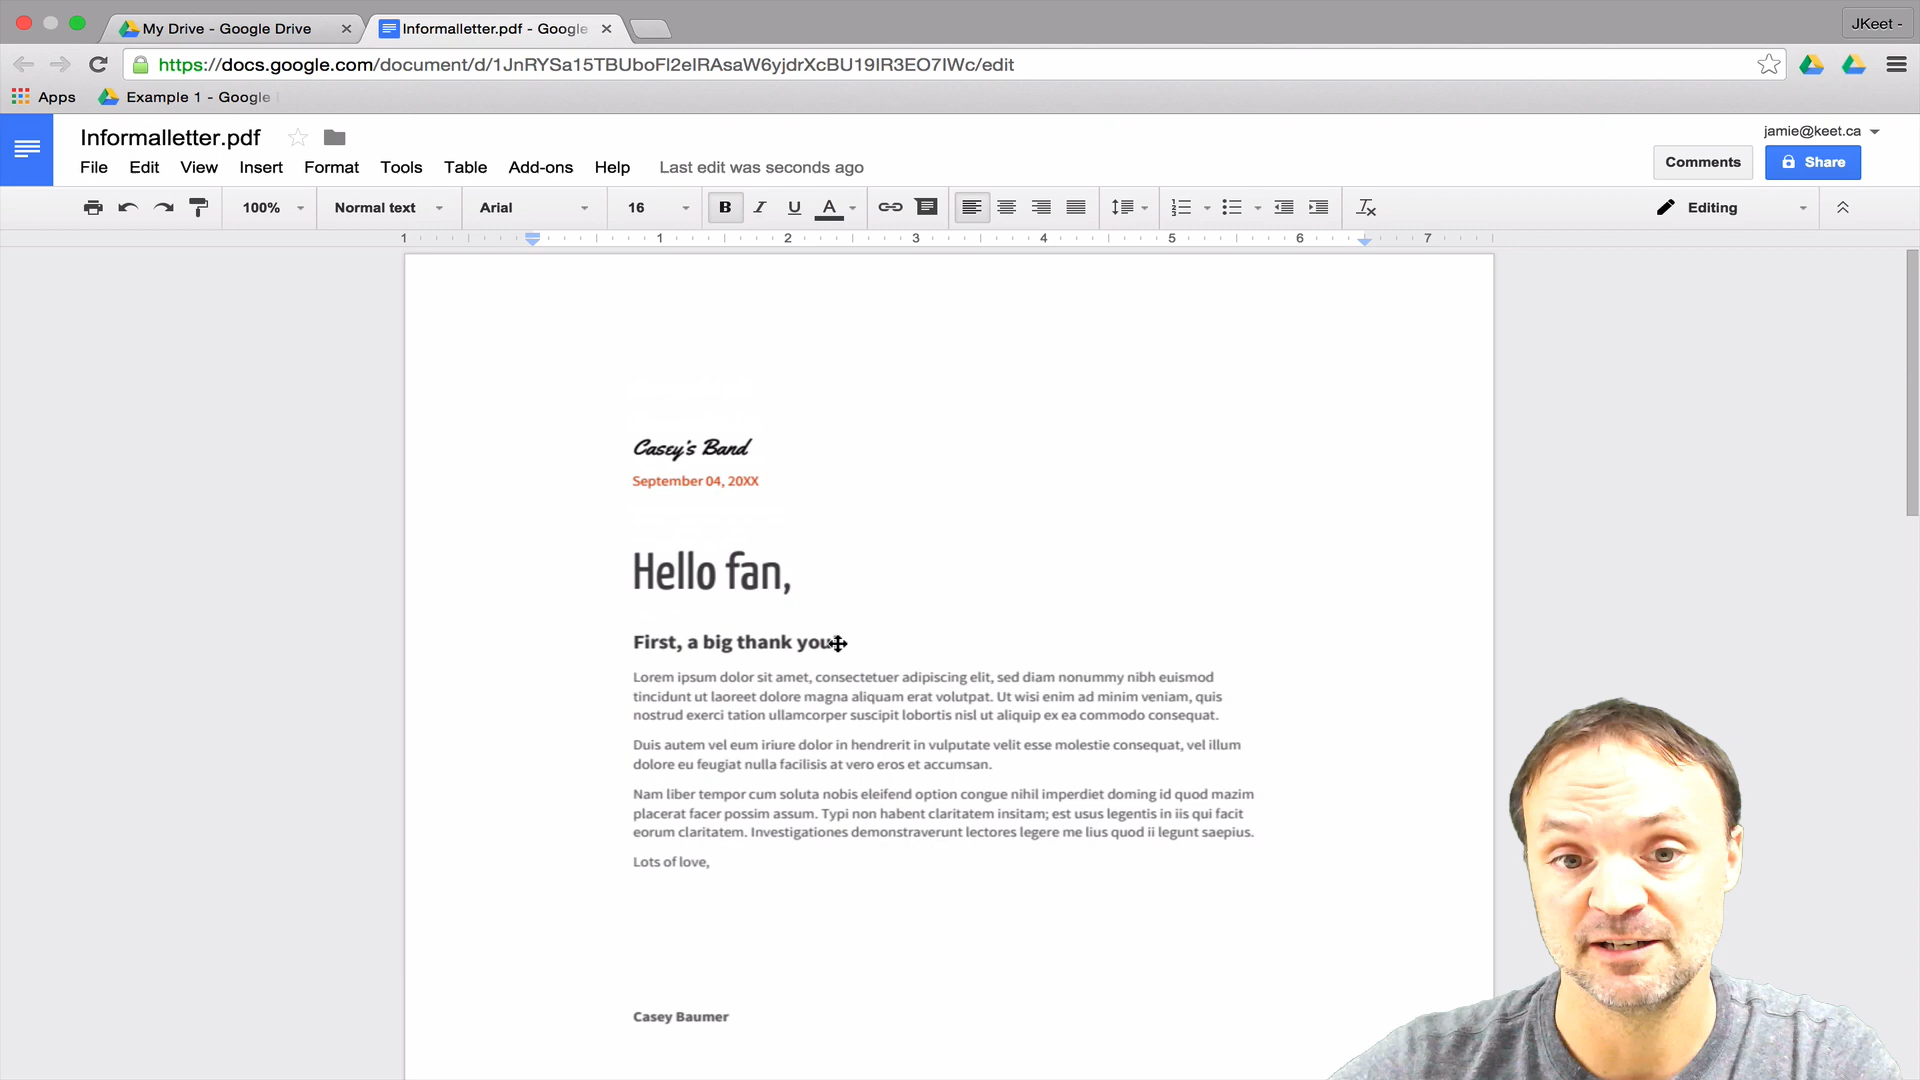 My Drive - Google Drive
Informalletter.pdf - Google
JKeet -
https://docs.google.com/document/d/1JnRYSa15TBUboFl2eIRAsaW6yjdrXcBU19IR3EO7IWc/edit
Apps
Example 1 - Google
Informalletter.pdf
jamie@keet.ca
File Edit View Insert Format Tools Table Add-ons Help Last edit was seconds ago
Comments
Share
100% Normal text Arial 16 B I U A Editing
1 1 2 3 4 5 6 7
Casey's Band
September 04, 20XX
Hello fan,
First, a big thank you
Lorem ipsum dolor sit amet, consectetuer adipiscing elit, sed diam nonummy nibh euismod
tincidunt ut laoreet dolore magna aliquam erat volutpat. Ut wisi enim ad minim veniam, quis
nostrud exerci tation ullamcorper suscipit lobortis nisl ut aliquip ex ea commodo consequat.
Duis autem vel eum iriure dolor in hendrerit in vulputate velit esse molestie consequat, vel illum
dolore eu feugiat nulla facilisis at vero eros et accumsan.
Nam liber tempor cum soluta nobis eleifend option congue nihil imperdiet doming id quod mazim
placerat facer possim assum. Typi non habent claritatem insitam; est usus legentis in iis qui facit
eorum claritatem. Investigationes demonstraverunt lectores legere me lius quod ii legunt saepius.
Lots of love,
Casey Baumer